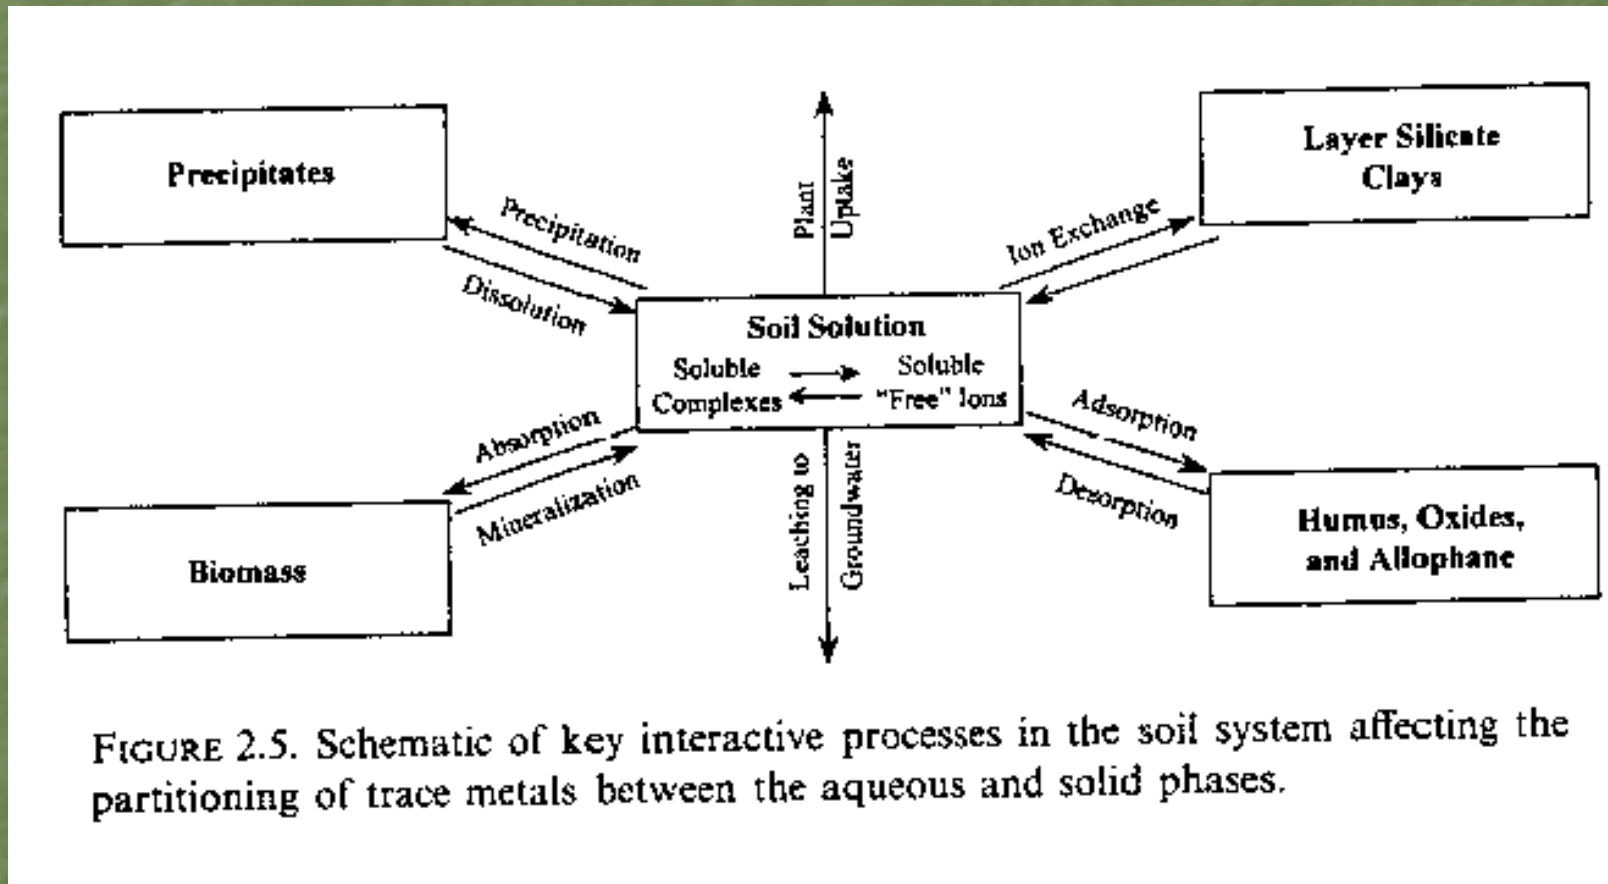 Precipitates
Layer Silicate
Clays
Precipitation
Dissolution
Plant
Uptake
Ion Exchange
Soil Solution
Soluble
Complexes
Soluble
"Free" Ions
Absorption
Mineralization
Leaching to
Groundwater
Adsorption
Desorption
Biomass
Humus, Oxides,
and Allophane
FIGURE 2.5. Schematic of key interactive processes in the soil system affecting the
partitioning of trace metals between the aqueous and solid phases.